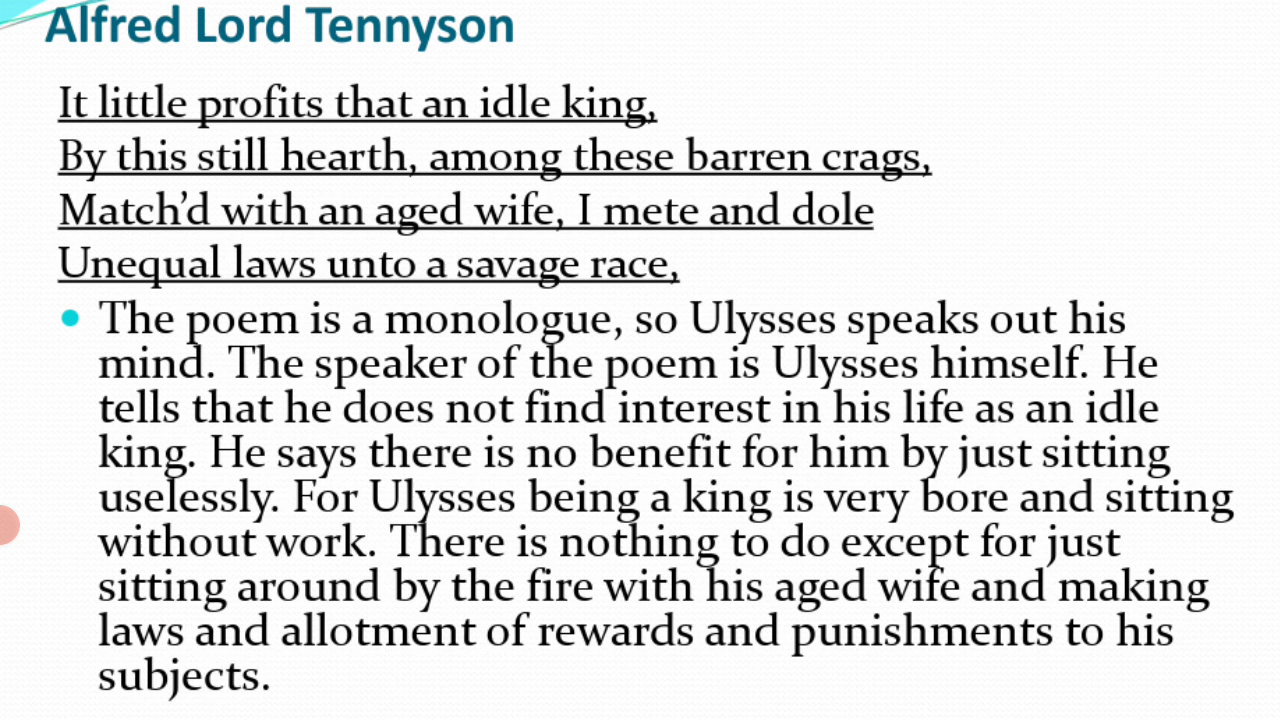 Alfred Lord Tennyson
It little profits that an idle king,
By this still hearth, among these barren crags,
Match’d with an aged wife, I mete and dole
Unequal laws unto a savage race,
• The poem is a monologue, so Ulysses speaks out his
mind. The speaker of the poem is Ulysses himself. He
tells that he does not find interest in his life as an idle
king. He says there is no benefit for him by just sitting
uselessly. For Ulysses being a king is very bore and sitting
without work. There is nothing to do except for just
sitting around by the fire with his aged wife and making
laws and allotment of rewards and punishments to his
subjects.